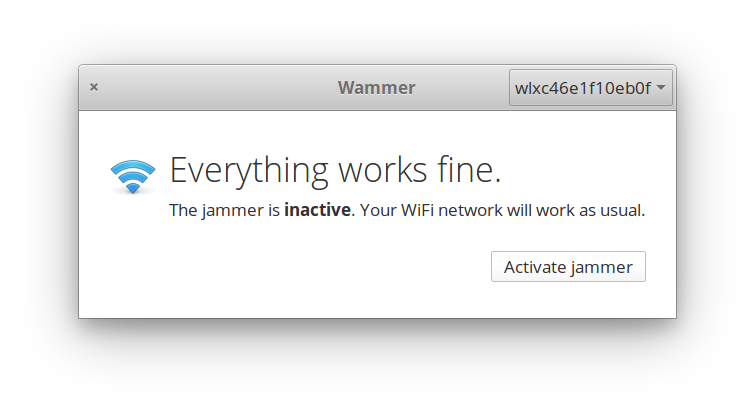 Wammer
wlxc46e1f10eb0f
Everything works fine.
The jammer is inactive. Your WiFi network will work as usual.
Activate jammer